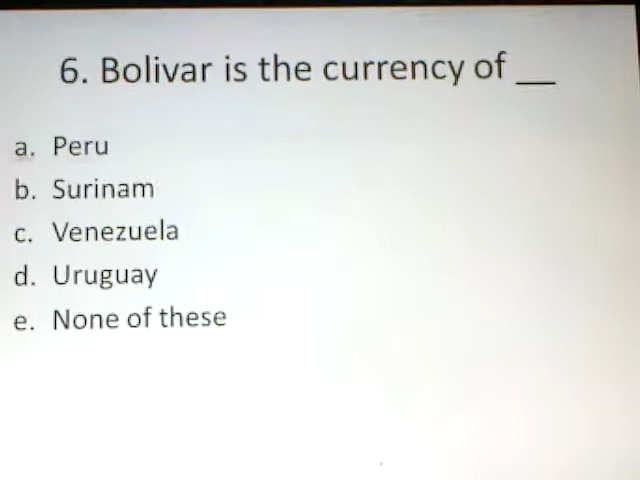 6. Bolivar is the currency of __
a. Peru
b. Surinam
c. Venezuela
d. Uruguay
e. None of these